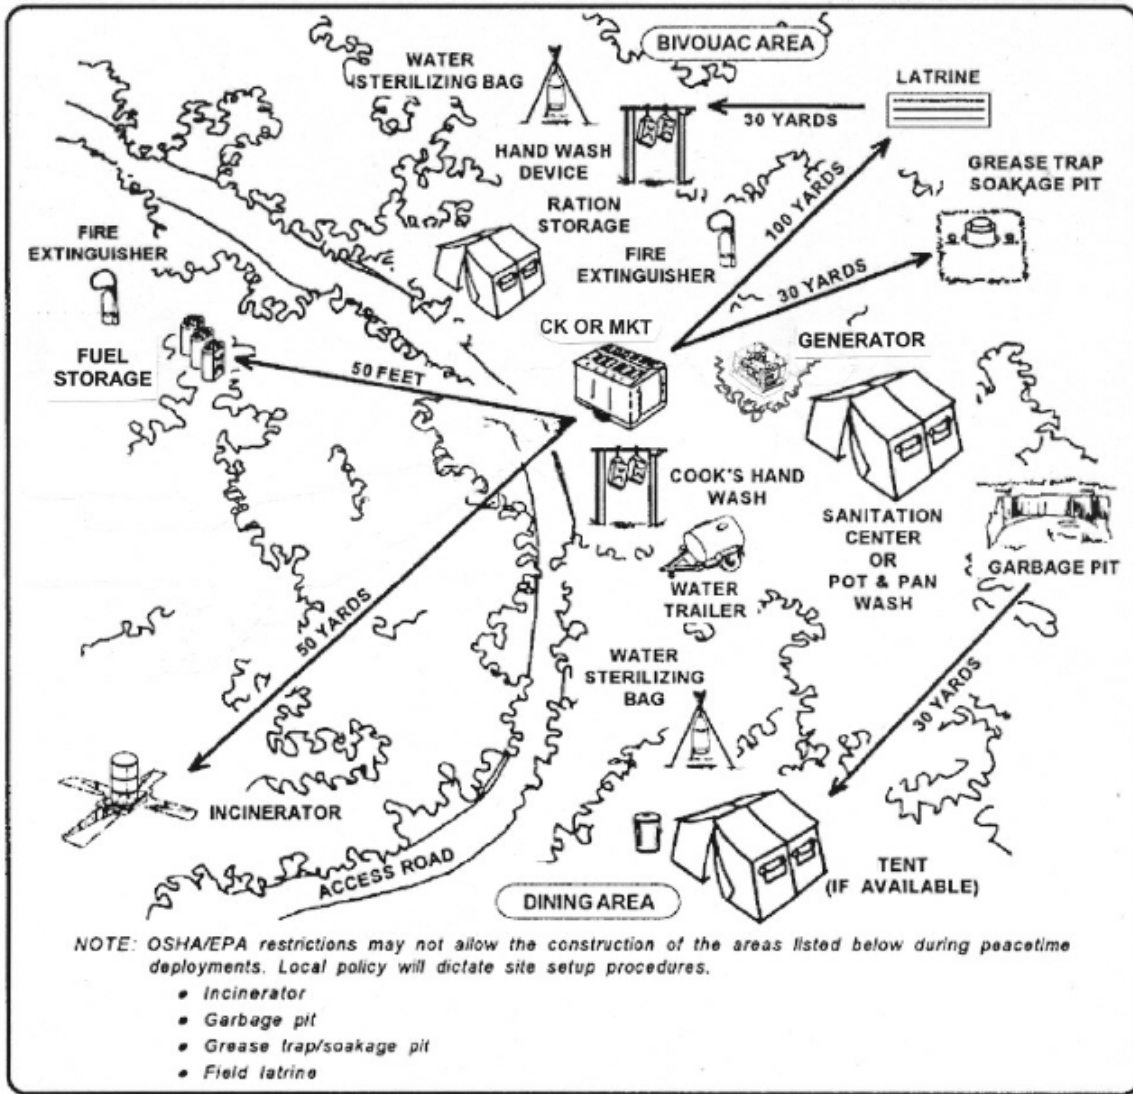 BIVOUAC AREA
WATER
STERILIZING BAG
LATRINE
30 YARDS
HAND WASH
DEVICE
GREASE TRAP
SOAKAGE PIT
100 YARDS
RATION
STORAGE
FIRE
EXTINGUISHER
FIRE
EXTINGUISHER
30 YARDS
CK OR MKT
GENERATOR
FUEL
STORAGE
50 FEET
COOK'S HAND
WASH
SANITATION
CENTER
OR
POT & PAN
WASH
GARBAGE PIT
WATER
TRAILER
50 YARDS
WATER
STERILIZING
BAG
30 YARDS
INCINERATOR
ACCESS ROAD
TENT
(IF AVAILABLE)
DINING AREA
NOTE: OSHA/EPA restrictions may not allow the construction of the areas listed below during peacetime
deployments. Local policy will dictate site setup procedures.
• Incinerator
• Garbage pit
• Grease trap/soakage pit
• Field latrine